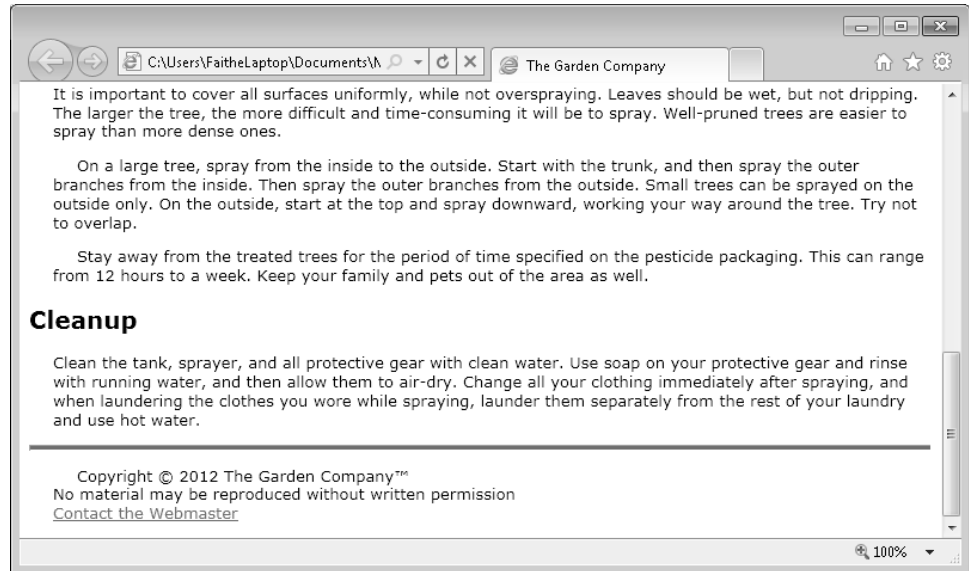 C:\Users\FaitheLaptop\Documents\
The Garden Company
It is important to cover all surfaces uniformly, while not overspraying. Leaves should be wet, but not dripping.
The larger the tree, the more difficult and time-consuming it will be to spray. Well-pruned trees are easier to
spray than more dense ones.
On a large tree, spray from the inside to the outside. Start with the trunk, and then spray the outer
branches from the inside. Then spray the outer branches from the outside. Small trees can be sprayed on the
outside only. On the outside, start at the top and spray downward, working your way around the tree. Try not
to overlap.
Stay away from the treated trees for the period of time specified on the pesticide packaging. This can range
from 12 hours to a week. Keep your family and pets out of the area as well.
Cleanup
Clean the tank, sprayer, and all protective gear with clean water. Use soap on your protective gear and rinse
with running water, and then allow them to air-dry. Change all your clothing immediately after spraying, and
when laundering the clothes you wore while spraying, launder them separately from the rest of your laundry
and use hot water.
Copyright © 2012 The Garden Company™
No material may be reproduced without written permission
Contact the Webmaster
100%